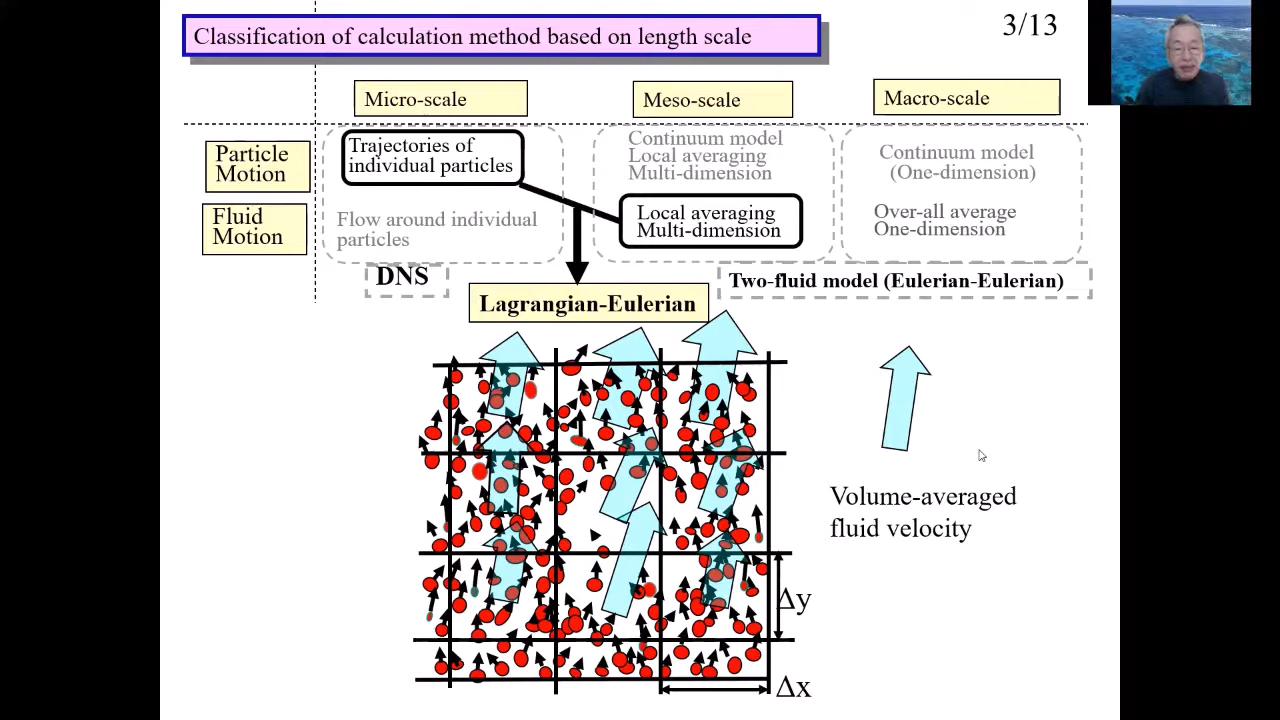 Classification of calculation method based on length scale
3/13
Micro-scale
Meso-scale
Macro-scale
Particle
Motion
Trajectories of
individual particles
Continuum model
Local averaging
Multi-dimension
Continuum model
(One-dimension)
Fluid
Motion
Flow around individual
particles
Local averaging
Multi-dimension
Over-all average
One-dimension
DNS
Two-fluid model (Eulerian-Eulerian)
Lagrangian-Eulerian
Volume-averaged
fluid velocity
Δy
Δx